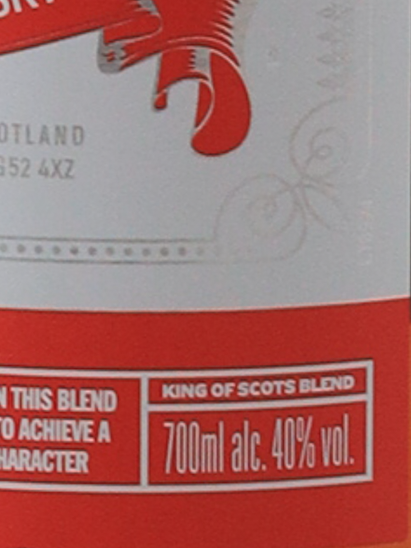 OTLAND
G52 4XZ
N THIS BLEND
TO ACHIEVE A
HARACTER
KING OF SCOTS BLEND
700ml alc. 40% vol.